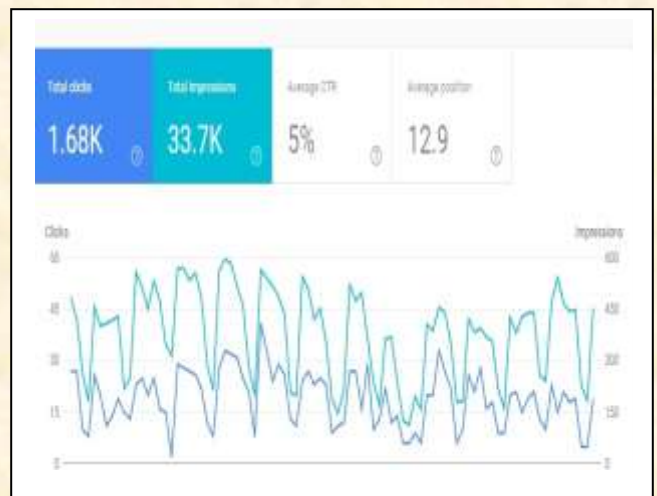 Total clicks
Total impressions
Average CTR
Average position
1.68K
33.7K
5%
12.9
Clicks
Impressions
60
600
45
450
30
300
15
150
0
0